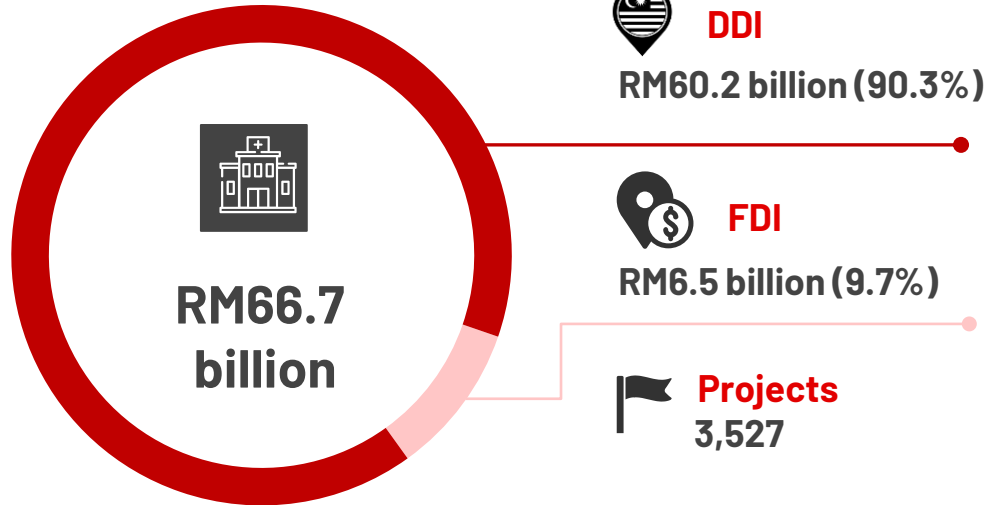 RM66.7
billion
DDI
RM60.2 billion (90.3%)
FDI
$
RM6.5 billion (9.7%)
Projects
3,527